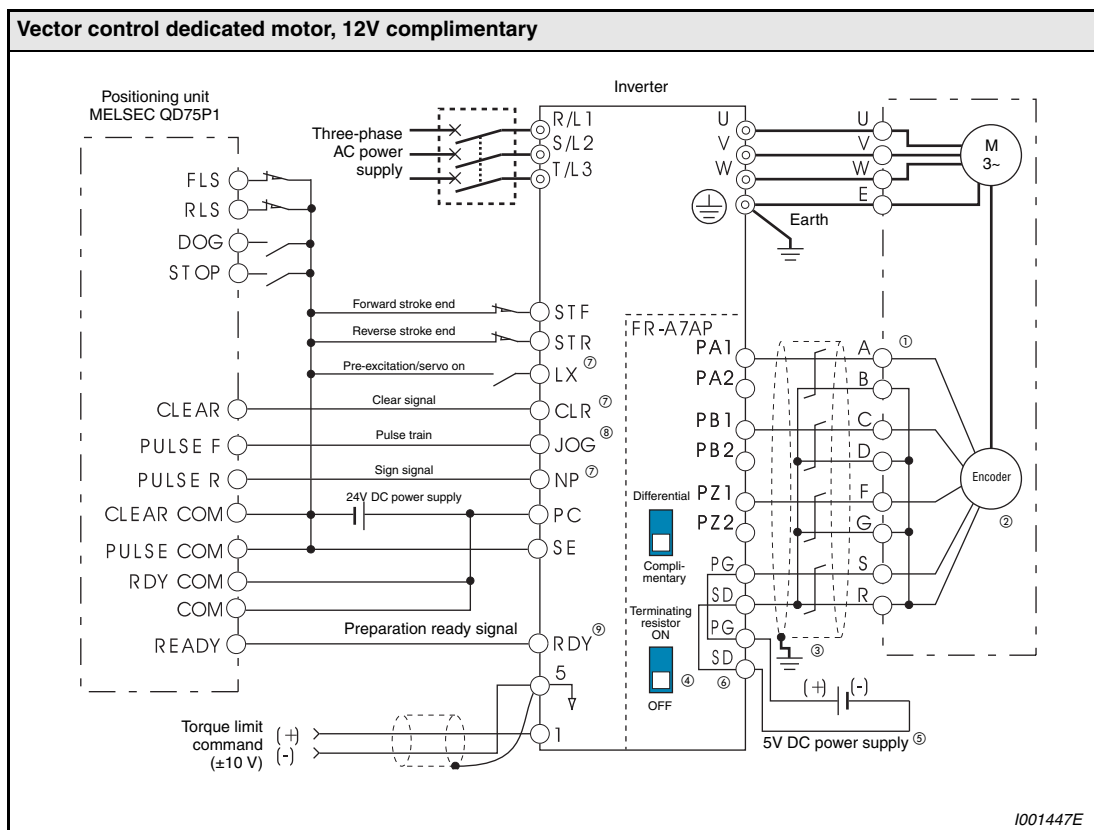 Vector control dedicated motor, 12V complimentary
Positioning unit
MELSEC QD75P1
Inverter
Three-phase
AC power
supply
R/L1
S/L2
T/L3
U
V
W
U
V
W
E
M
3~
Earth
FLS
RLS
DOG
STOP
Forward stroke end
STF
Reverse stroke end
STR
Pre-excitation/servo on
LX ⑦
CLEAR
Clear signal
CLR ⑦
PULSE F
Pulse train
JOG ⑧
PULSE R
Sign signal
NP ⑦
CLEAR COM
24V DC power supply
PC
PULSE COM
SE
RDY COM
COM
READY
Preparation ready signal
RDY ⑨
5
1
Torque limit
command
(±10 V)
(+)
(-)
FR-A7AP
PA1
PA2
PB1
PB2
PZ1
PZ2
PG
SD
PG
SD
⑥
Differential
Compli-
mentary
Terminating
resistor
ON
④
OFF
A
①
B
C
D
F
G
S
R
Encoder
②
③
(+)
(-)
5V DC power supply ⑤
I001447E